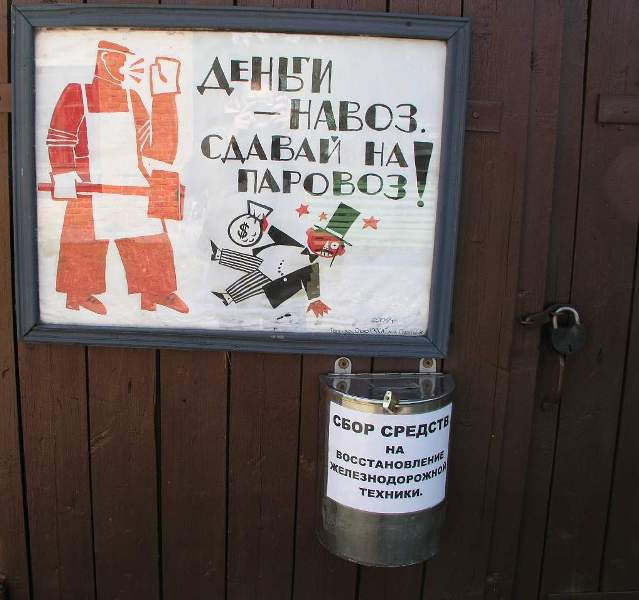 ДЕНЬГИ
— НАВОЗ.
СДАВАЙ НА
ПАРОВОЗ!
$
СБОР СРЕДСТВ
НА
ВОССТАНОВЛЕНИЕ
ЖЕЛЕЗНОДОРОЖНОЙ
ТЕХНИКИ.